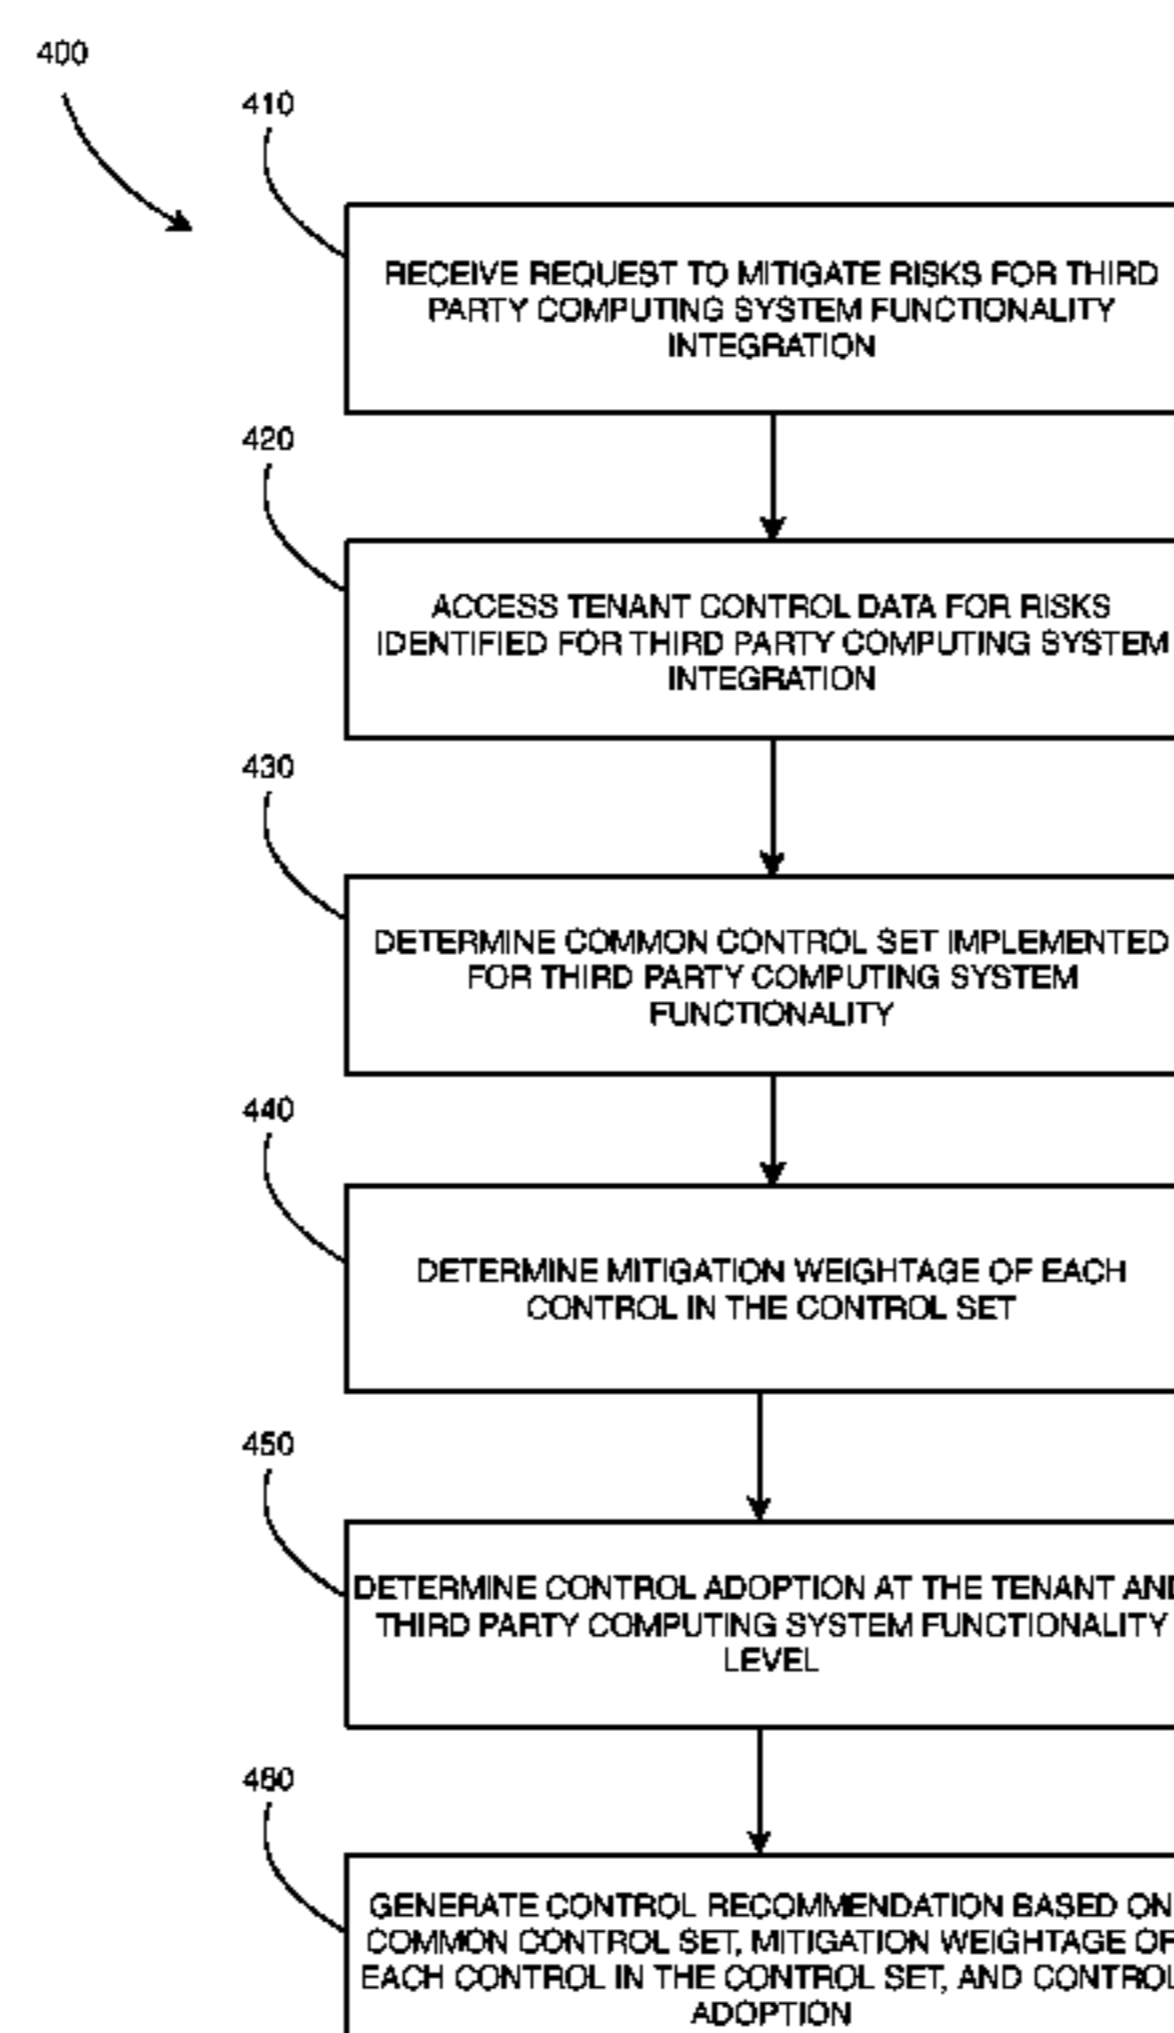 400
410
RECEIVE REQUEST TO MITIGATE RISKS FOR THIRD
PARTY COMPUTING SYSTEM FUNCTIONALITY
INTEGRATION
420
ACCESS TENANT CONTROL DATA FOR RISKS
IDENTIFIED FOR THIRD PARTY COMPUTING SYSTEM
INTEGRATION
430
DETERMINE COMMON CONTROL SET IMPLEMENTED
FOR THIRD PARTY COMPUTING SYSTEM
FUNCTIONALITY
440
DETERMINE MITIGATION WEIGHTAGE OF EACH
CONTROL IN THE CONTROL SET
450
DETERMINE CONTROL ADOPTION AT THE TENANT AND
THIRD PARTY COMPUTING SYSTEM FUNCTIONALITY
LEVEL
460
GENERATE CONTROL RECOMMENDATION BASED ON
COMMON CONTROL SET, MITIGATION WEIGHTAGE OF
EACH CONTROL IN THE CONTROL SET, AND CONTROL
ADOPTION